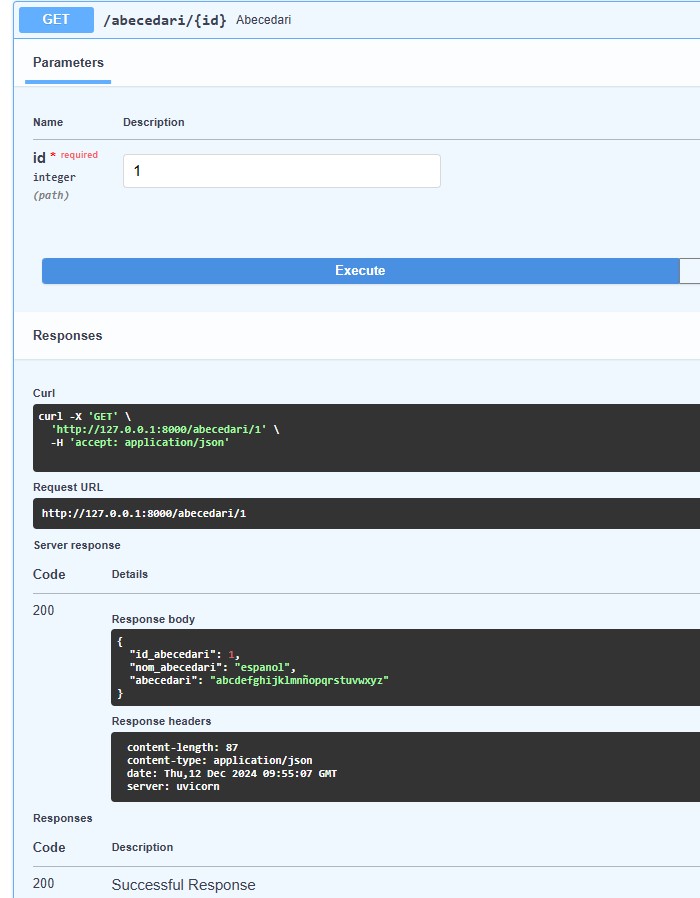 GET /abecedari/{id} Abecedari
Parameters
Name Description
id * required
integer
(path)
1
Execute
Responses
Curl
curl -X 'GET' \
'http://127.0.0.1:8000/abecedari/1' \
-H 'accept: application/json'
Request URL
http://127.0.0.1:8000/abecedari/1
Server response
Code Details
200
Response body
{
"id_abecedari": 1,
"nom_abecedari": "espanol",
"abecedari": "abcdefghijklmnñopqrstuvwxyz"
}
Response headers
content-length: 87
content-type: application/json
date: Thu,12 Dec 2024 09:55:07 GMT
server: uvicorn
Responses
Code Description
200 Successful Response